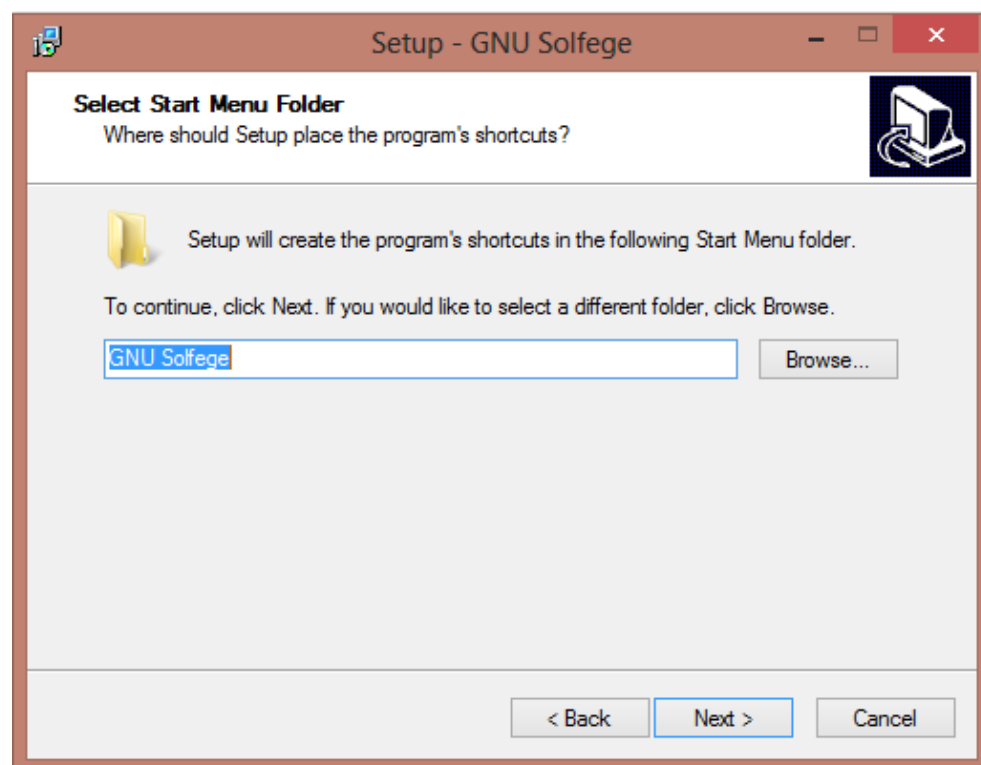 Setup - GNU Solfege
Select Start Menu Folder
Where should Setup place the program's shortcuts?
Setup will create the program's shortcuts in the following Start Menu folder.
To continue, click Next. If you would like to select a different folder, click Browse.
GNU Solfege Browse...
< Back Next > Cancel